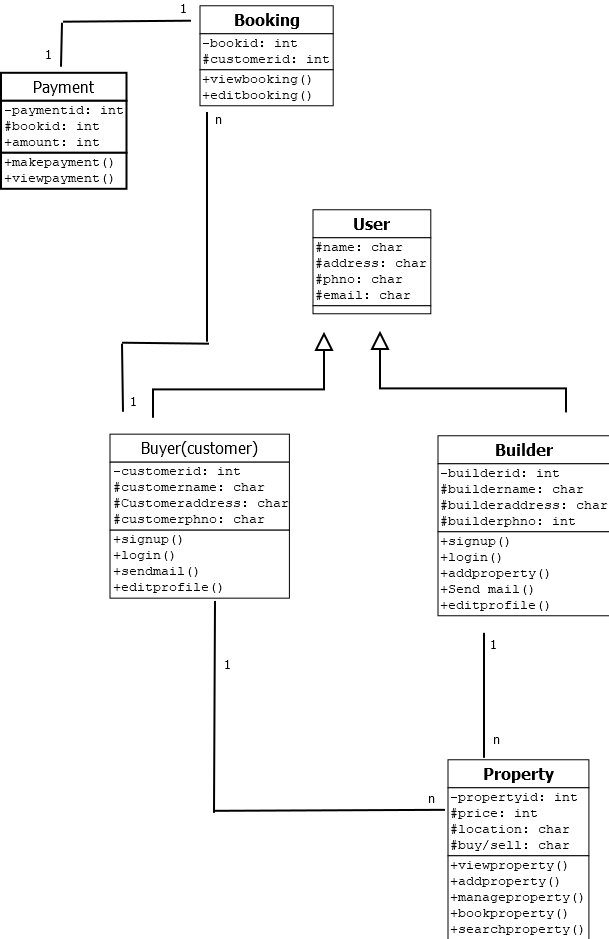 1
Booking
-bookid: int
#customerid: int
+viewbooking()
+editbooking()
1
Payment
-paymentid: int
#bookid: int
+amount: int
+makepayment()
+viewpayment()
n
User
#name: char
#address: char
#phno: char
#email: char
1
Buyer(customer)
-customerid: int
#customername: char
#Customeraddress: char
#customerphno: char
+signup()
+login()
+sendmail()
+editprofile()
Builder
-builderid: int
#buildername: char
#builderaddress: char
#builderphno: int
+signup()
+login()
+addproperty()
+Send mail()
+editprofile()
1
1
n
n
Property
-propertyid: int
#price: int
#location: char
#buy/sell: char
+viewproperty()
+addproperty()
+manageproperty()
+bookproperty()
+searchproperty()